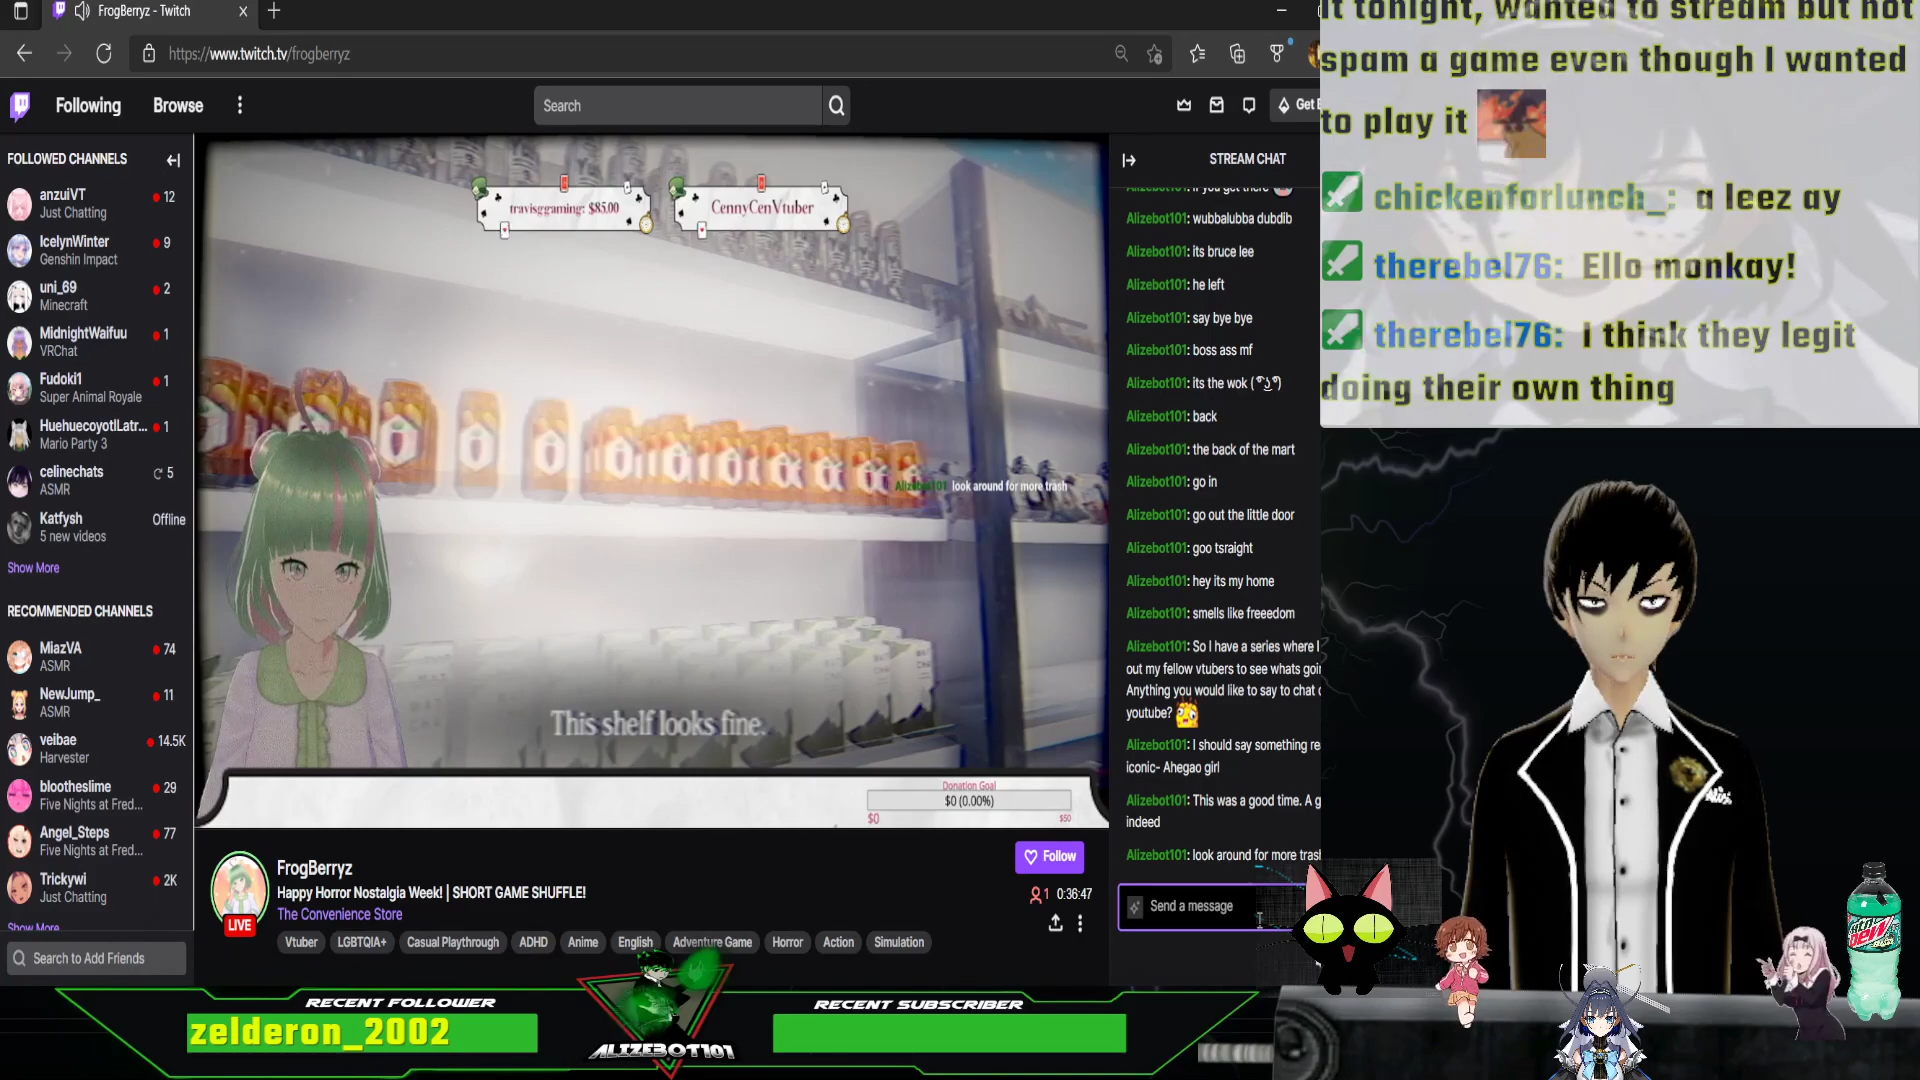 FrogBerryz - Twitch
https://www.twitch.tv/frogberryz
Following
Browse
Search
FOLLOWED CHANNELS
anzuiVT
12
Just Chatting
IcelynWinter
9
Genshin Impact
uni_69
2
Minecraft
MidnightWaifuu
1
VRChat
Fudoki1
1
Super Animal Royale
HuehuecoyotlLatr...
1
Mario Party 3
celinechats
5
ASMR
Katfysh
Offline
5 new videos
Show More
RECOMMENDED CHANNELS
MiazVA
74
ASMR
NewJump_
11
ASMR
veibae
14.5K
Harvester
blootheslime
29
Five Nights at Fred...
Angel_Steps
77
Five Nights at Fred...
Trickywi
2K
Just Chatting
Show More
Search to Add Friends
travisggaming: $85.00
CennyCenVtuber
Alizebot101 look around for more trash
This shelf looks fine.
Donation Goal
$0 (0.00%)
$0
$50
FrogBerryz
Happy Horror Nostalgia Week! | SHORT GAME SHUFFLE!
The Convenience Store
LIVE
Follow
1
0:36:47
Vtuber
LGBTQIA+
Casual Playthrough
ADHD
Anime
English
Adventure Game
Horror
Action
Simulation
STREAM CHAT
Alizebot101: if you get there
Alizebot101: wubbalubba dubdib
Alizebot101: its bruce lee
Alizebot101: he left
Alizebot101: say bye bye
Alizebot101: boss ass mf
Alizebot101: its the wok ( ͡° ͜ʖ ͡°)
Alizebot101: back
Alizebot101: the back of the mart
Alizebot101: go in
Alizebot101: go out the little door
Alizebot101: goo tsraight
Alizebot101: hey its my home
Alizebot101: smells like freeedom
Alizebot101: So I have a series where I
out my fellow vtubers to see whats goi
Anything you would like to say to chat
youtube?
Alizebot101: I should say something re
iconic- Ahegao girl
Alizebot101: This was a good time. A g
indeed
Alizebot101: look around for more trash
Send a message
it tonight, wanted to stream but not
spam a game even though I wanted
to play it
chickenforlunch_: a leez ay
therebel76: Ello monkay!
therebel76: I think they legit
doing their own thing
RECENT FOLLOWER
zelderon_2002
ALIZEBOT101
RECENT SUBSCRIBER